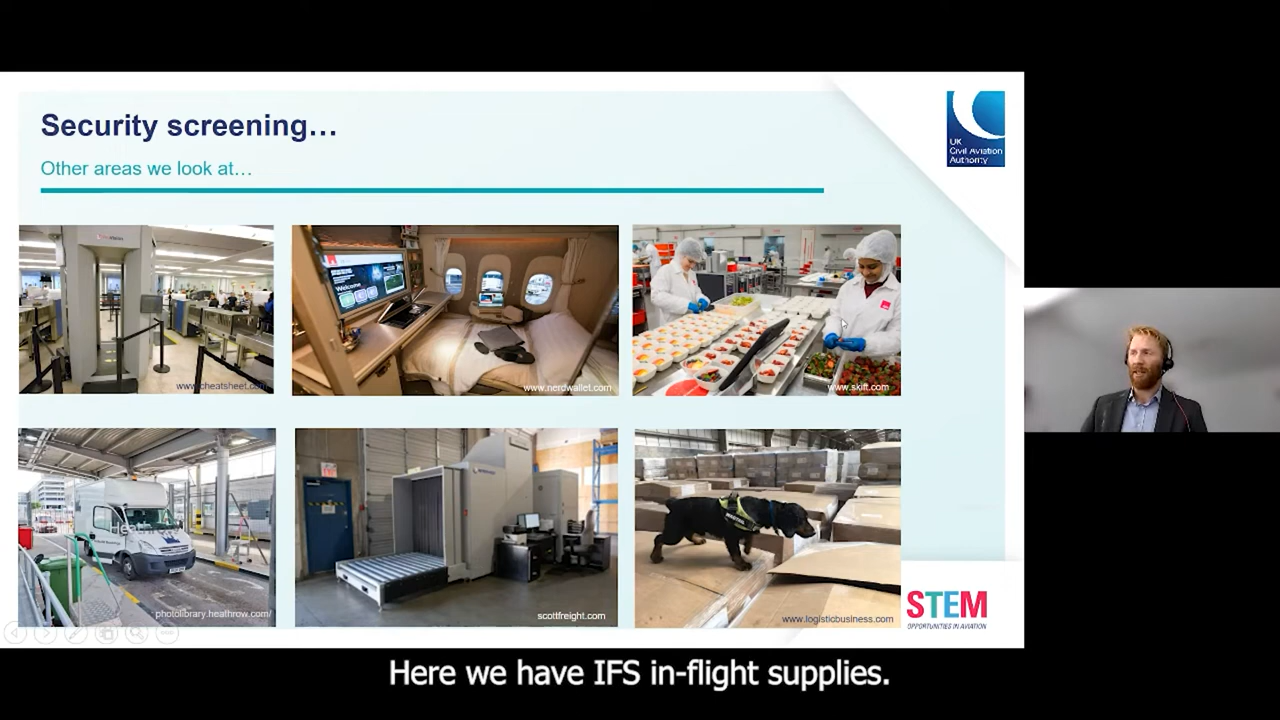 Security screening…
Other areas we look at…
UK
Civil Aviation
Authority
Welcome
www.cheatsheet.com
www.nerdwallet.com
www.skift.com
Heathrow
photolibrary.heathrow.com/
scottfreight.com
www.logisticbusiness.com
STEM
OPPORTUNITIES IN AVIATION
Here we have IFS in-flight supplies.